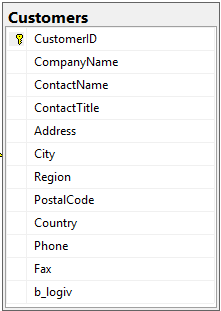 Customers
CustomerID
CompanyName
ContactName
ContactTitle
Address
City
Region
PostalCode
Country
Phone
Fax
b_logiv